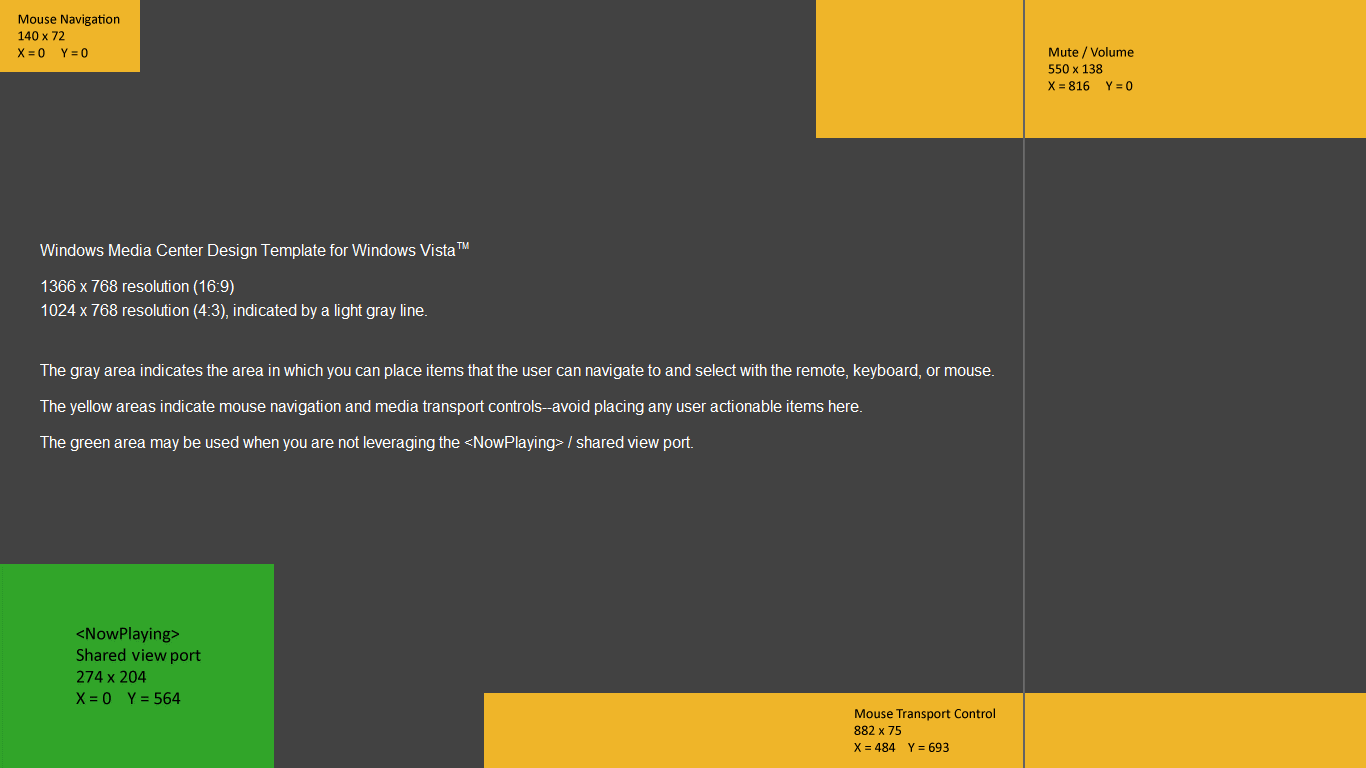 Mouse Navigation
140 x 72
X = 0 Y = 0
Mute / Volume
550 x 138
X = 816 Y = 0
Windows Media Center Design Template for Windows Vista™
1366 x 768 resolution (16:9)
1024 x 768 resolution (4:3), indicated by a light gray line.
The gray area indicates the area in which you can place items that the user can navigate to and select with the remote, keyboard, or mouse.
The yellow areas indicate mouse navigation and media transport controls--avoid placing any user actionable items here.
The green area may be used when you are not leveraging the <NowPlaying> / shared view port.
<NowPlaying>
Shared view port
274 x 204
X = 0 Y = 564
Mouse Transport Control
882 x 75
X = 484 Y = 693